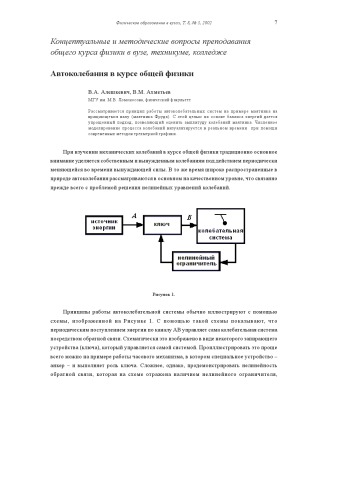 Физическое образование в вузах, Т. 8, № 3, 2002
7
Концептуальные и методические вопросы преподавания
общего курса физики в вузе, техникуме, колледже
Автоколебания в курсе общей физики
В.А. Алешкевич, В.М. Ахметьев
МГУ им. М.В. Ломоносова, физический факультет
Рассматриваются принципы работы автоколебательных систем на примере маятника на
вращающемся валу (маятника Фруда). С этой целью на основе баланса энергий дается
упрощенный подход, позволяющий оценить амплитуду колебаний маятника. Численное
моделирование процесса колебаний визуализируется в реальном времени при помощи
современных методов трехмерной графики.
При изучении механических колебаний в курсе общей физики традиционно основное
внимание уделяется собственным и вынужденным колебаниям под действием периодически
меняющейся во времени вынуждающей силы. В то же время широко распространенные в
природе автоколебания рассматриваются в основном на качественном уровне, что связано
прежде всего с проблемой решения нелинейных уравнений колебаний.
источник
энергии
A
ключ
B
колебательная
система
нелинейный
ограничитель
Рисунок 1.
Принципы работы автоколебательной системы обычно иллюстрируют с помощью
схемы, изображенной на Рисунке 1. С помощью такой схемы показывают, что
периодическим поступлением энергии по каналу АВ управляет сама колебательная система
посредством обратной связи. Схематически это изображено в виде некоторого запирающего
устройства (ключа), который управляется самой системой. Проиллюстрировать это проще
всего можно на примере работы часового механизма, в котором специальное устройство –
анкер – и выполняет роль ключа. Сложнее, однако, продемонстрировать нелинейность
обратной связи, которая на схеме отражена наличием нелинейного ограничителя,